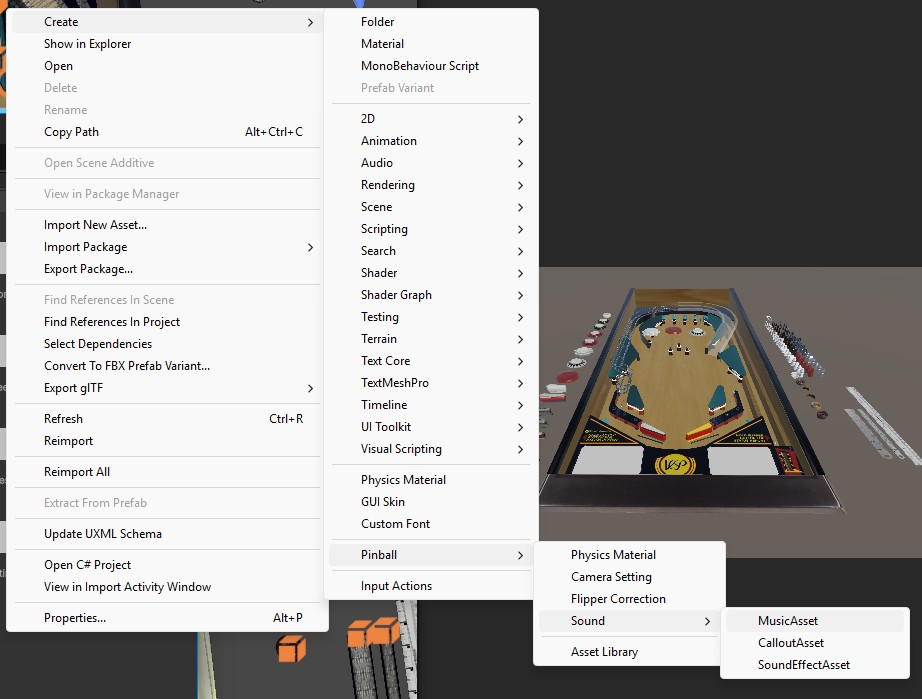 Create
Show in Explorer
Open
Delete
Rename
Copy Path Alt+Ctrl+C
Open Scene Additive
View in Package Manager
Import New Asset...
Import Package
Export Package...
Find References In Scene
Find References In Project
Select Dependencies
Convert To FBX Prefab Variant...
Export glTF
Refresh Ctrl+R
Reimport
Reimport All
Extract From Prefab
Update UXML Schema
Open C# Project
View in Import Activity Window
Properties... Alt+P
Folder
Material
MonoBehaviour Script
Prefab Variant
2D
Animation
Audio
Rendering
Scene
Scripting
Search
Shader
Shader Graph
Testing
Terrain
Text Core
TextMeshPro
Timeline
UI Toolkit
Visual Scripting
Physics Material
GUI Skin
Custom Font
Pinball
Input Actions
Physics Material
Camera Setting
Flipper Correction
Sound
Asset Library
MusicAsset
CalloutAsset
SoundEffectAsset